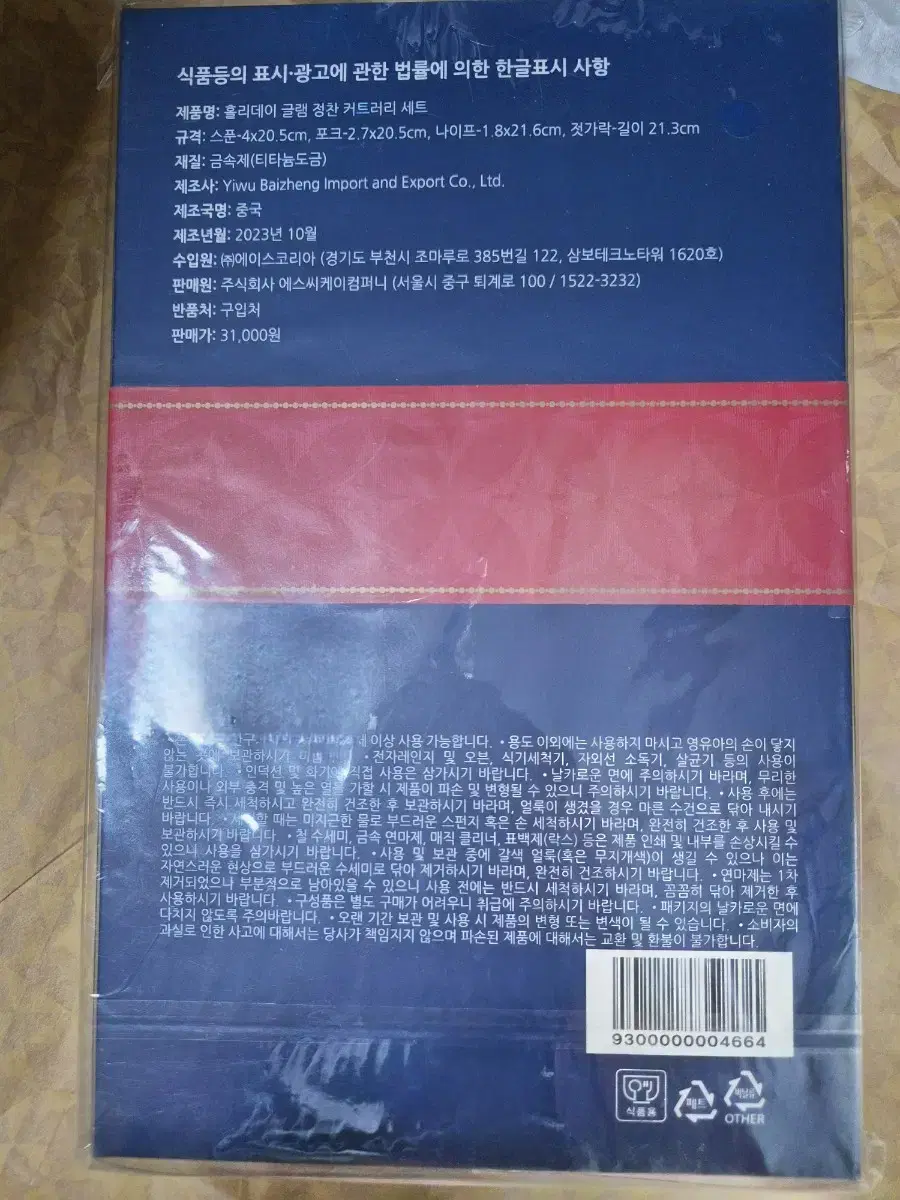 식품등의 표시·광고에 관한 법률에 의한 한글표시 사항
제품명: 홀리데이 글램 정찬 커트러리 세트
규격: 스푼-4x20.5cm, 포크-2.7x20.5cm, 나이프-1.8x21.6cm, 젓가락-길이 21.3cm
재질: 금속제(티타늄도금)
제조사: Yiwu Baizheng Import and Export Co., Ltd.
제조국명: 중국
제조년월: 2023년 10월
수입원: ㈜에이스코리아 (경기도 부천시 조마루로 385번길 122, 삼보테크노타워 1620호)
판매원: 주식회사 에스씨케이컴퍼니 (서울시 중구 퇴계로 100 / 1522-3232)
반품처: 구입처
판매가: 31,000원
이상 사용 가능합니다. • 용도 이외에는 사용하지 마시고 영유아의 손이 닿지
않는 곳에 보관하시기 바랍니다. • 전자레인지 및 오븐, 식기세척기, 자외선 소독기, 살균기 등의 사용이
불가합니다. • 인덕션 및 화기에 직접 사용은 삼가시기 바랍니다. • 날카로운 면에 주의하시기 바라며, 무리한
사용이나 외부 충격 및 높은 열을 가할 시 제품이 파손 및 변형될 수 있으니 주의하시기 바랍니다. • 사용 후에는
반드시 즉시 세척하시고 완전히 건조한 후 보관하시기 바라며, 얼룩이 생겼을 경우 마른 수건으로 닦아 내시기
바랍니다. • 세척할 때는 미지근한 물로 부드러운 스펀지 혹은 손 세척하시기 바라며, 완전히 건조한 후 사용 및
보관하시기 바랍니다. • 철 수세미, 금속 연마제, 매직 클리너, 표백제(락스) 등은 제품 인쇄 및 내부를 손상시킬 수
있으니 사용을 삼가시기 바랍니다. • 사용 및 보관 중에 갈색 얼룩(혹은 무지개색)이 생길 수 있으나 이는
자연스러운 현상으로 부드러운 수세미로 닦아 제거하시기 바라며, 완전히 건조하시기 바랍니다. • 연마제는 1차
제거되었으나 부분적으로 남아있을 수 있으니 사용 전에는 반드시 세척하시기 바라며, 꼼꼼히 닦아 제거한 후
사용하시기 바랍니다. • 구성품은 별도 구매가 어려우니 취급에 주의하시기 바랍니다. • 패키지의 날카로운 면에
다치지 않도록 주의바랍니다. • 오랜 기간 보관 및 사용 시 제품의 변형 또는 변색이 될 수 있습니다. • 소비자의
과실로 인한 사고에 대해서는 당사가 책임지지 않으며 파손된 제품에 대해서는 교환 및 환불이 불가합니다.
9300000004664
식품용
페트
비닐류
OTHER